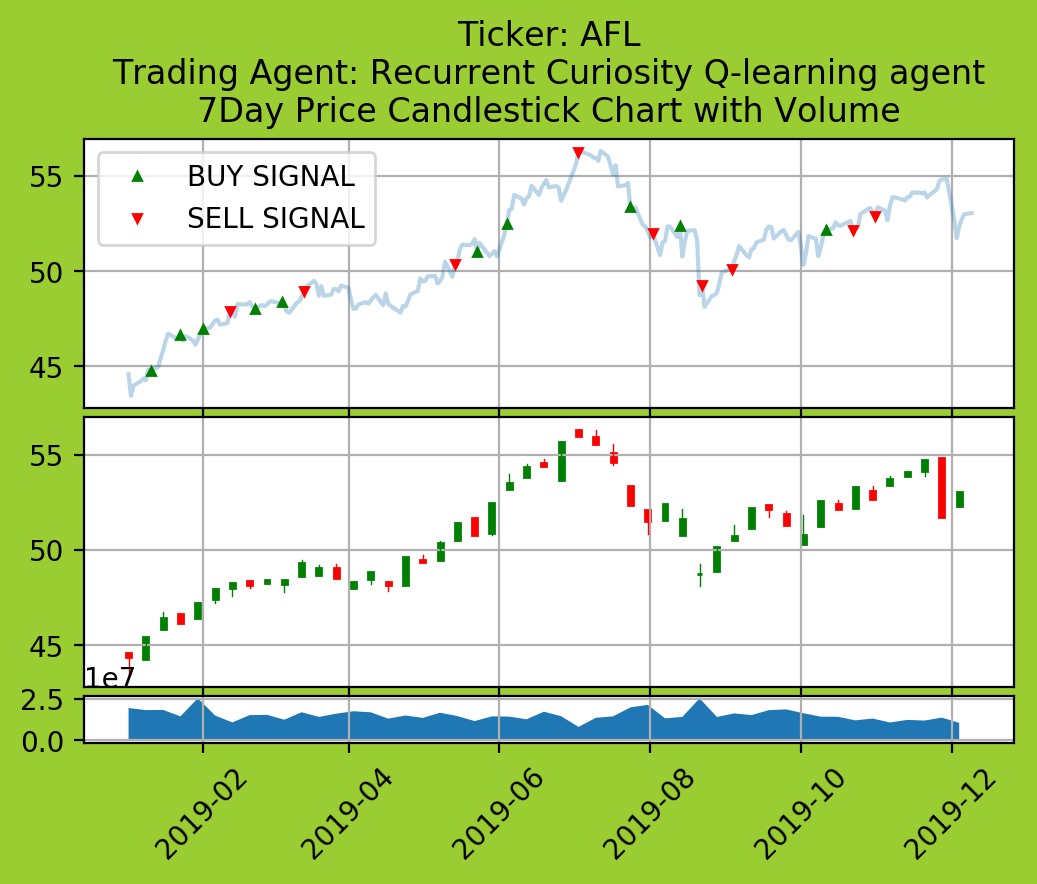 Ticker: AFL
Trading Agent: Recurrent Curiosity Q-learning agent
7Day Price Candlestick Chart with Volume
BUY SIGNAL
SELL SIGNAL
55
50
45
55
50
45
1e7
2.5
0.0
2019-02
2019-04
2019-06
2019-08
2019-10
2019-12